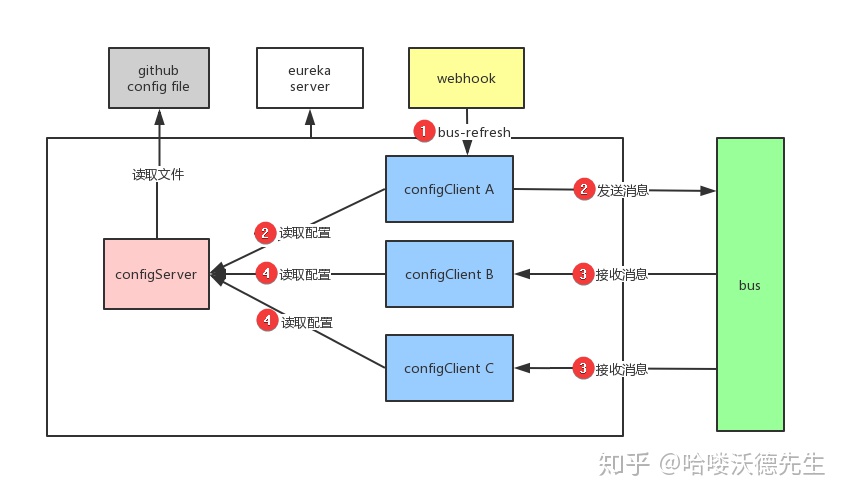 github
config file
eureka
server
webhook
1 bus-refresh
读取文件
configClient A
2 发送消息
2 读取配置
configServer
4 读取配置
configClient B
3 接收消息
bus
4 读取配置
configClient C
3 接收消息
知乎 @哈喽沃德先生